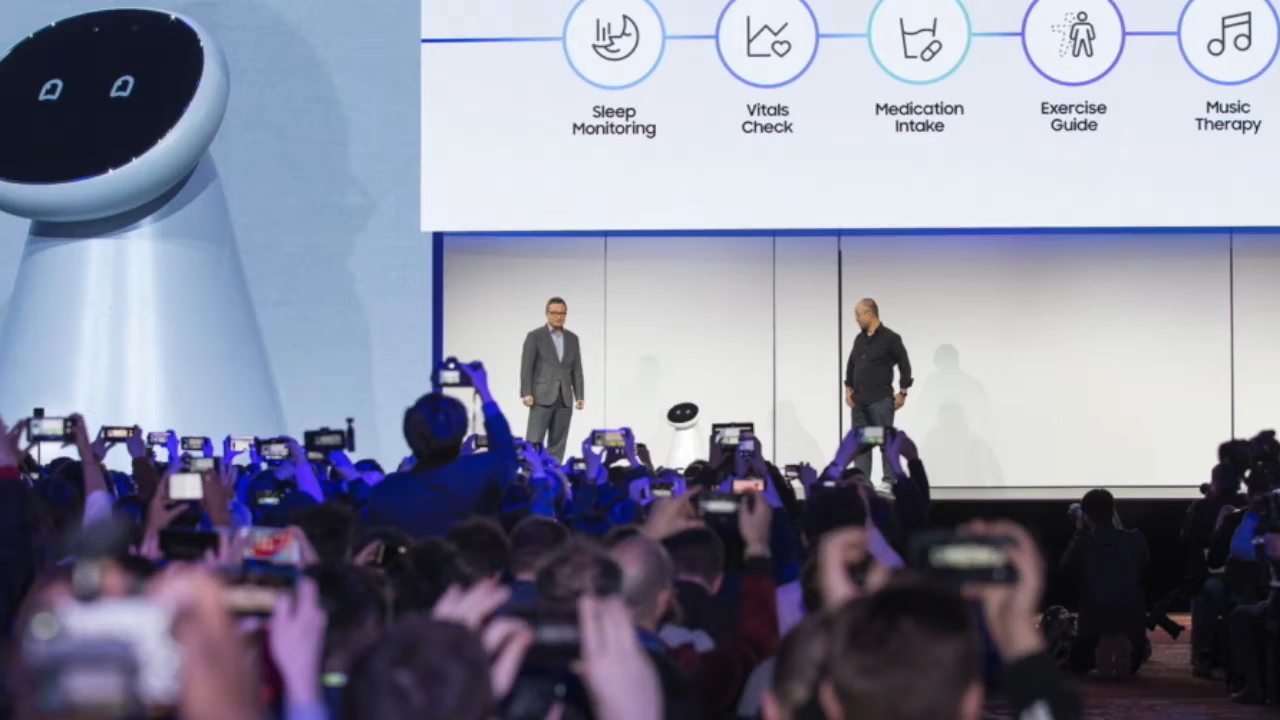 Sleep
Monitoring
Vitals
Check
Medication
Intake
Exercise
Guide
Music
Therapy